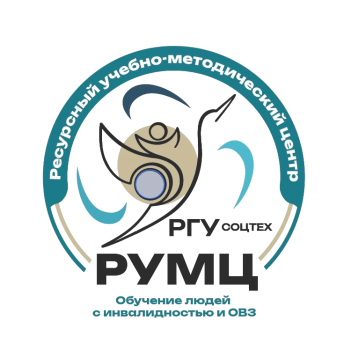 Ресурсный учебно-методический центр
РГУ СОЦТЕХ
РУМЦ
Обучение людей
с инвалидностью и ОВЗ